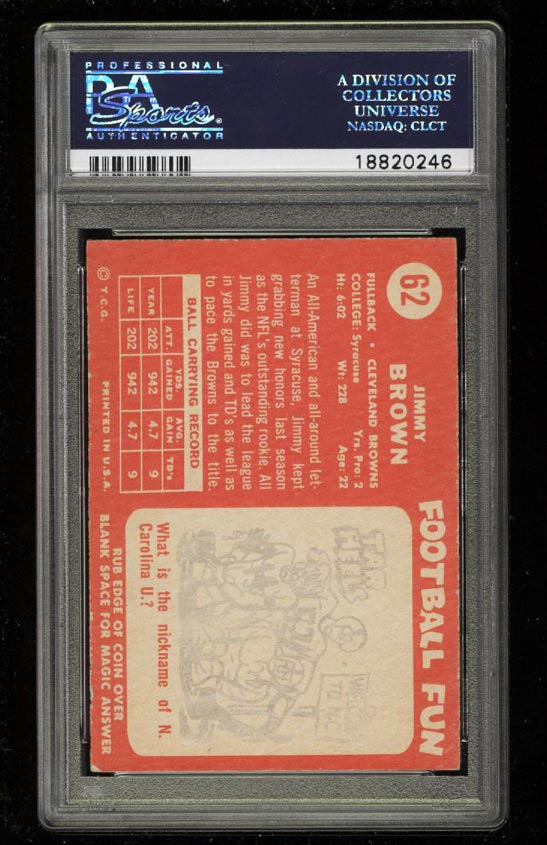 PROFESSIONAL
PSA
Sports
AUTHENTICATOR
A DIVISION OF
COLLECTORS
UNIVERSE
NASDAQ: CLCT
18820246
62
JIMMY
BROWN
FULLBACK • CLEVELAND BROWNS
COLLEGE: Syracuse Yrs. Pro: 2
Ht: 6:02 Wt: 228 Age: 22
An All-American and all-around let-
terman at Syracuse, Jimmy kept
grabbing new honors last season
as the NFL's outstanding rookie. All
Jimmy did was to lead the league
in yards gained and TD's as well as
to pace the Browns to the title.
BALL CARRYING RECORD
ATT. YDS. GAINED AVG. GAIN TD's
YEAR 202 942 4.7 9
LIFE 202 942 4.7 9
© T.C.G. PRINTED IN U.S.A.
FOOTBALL FUN
TAR
HEELS
What is the nickname of N.
Carolina U.?
RUB EDGE OF COIN OVER
BLANK SPACE FOR MAGIC ANSWER